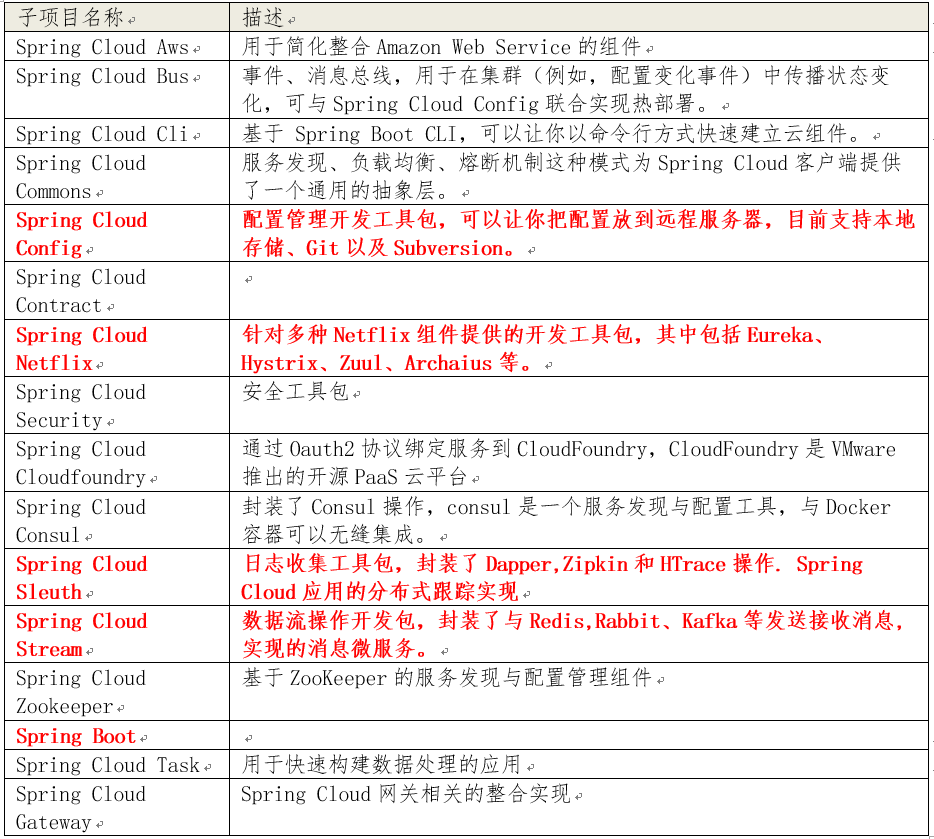 子项目名称
描述
Spring Cloud Aws
用于简化整合 Amazon Web Service 的组件
Spring Cloud Bus
事件、消息总线，用于在集群（例如，配置变化事件）中传播状态变
化，可与 Spring Cloud Config 联合实现热部署。
Spring Cloud Cli
基于 Spring Boot CLI，可以让你以命令行方式快速建立云组件。
Spring Cloud
Commons
服务发现、负载均衡、熔断机制这种模式为 Spring Cloud 客户端提供
了一个通用的抽象层。
Spring Cloud
Config
配置管理开发工具包，可以让你把配置放到远程服务器，目前支持本地
存储、Git 以及 Subversion。
Spring Cloud
Contract
Spring Cloud
Netflix
针对多种 Netflix 组件提供的开发工具包，其中包括 Eureka、
Hystrix、Zuul、Archaius 等。
Spring Cloud
Security
安全工具包
Spring Cloud
Cloudfoundry
通过 Oauth2 协议绑定服务到 CloudFoundry，CloudFoundry 是 VMware
推出的开源 PaaS 云平台
Spring Cloud
Consul
封装了 Consul 操作，consul 是一个服务发现与配置工具，与 Docker
容器可以无缝集成。
Spring Cloud
Sleuth
日志收集工具包，封装了 Dapper,Zipkin 和 HTrace 操作. Spring
Cloud 应用的分布式跟踪实现
Spring Cloud
Stream
数据流操作开发包，封装了与 Redis,Rabbit、Kafka 等发送接收消息，
实现的消息微服务。
Spring Cloud
Zookeeper
基于 ZooKeeper 的服务发现与配置管理组件
Spring Boot
Spring Cloud Task
用于快速构建数据处理的应用
Spring Cloud
Gateway
Spring Cloud 网关相关的整合实现